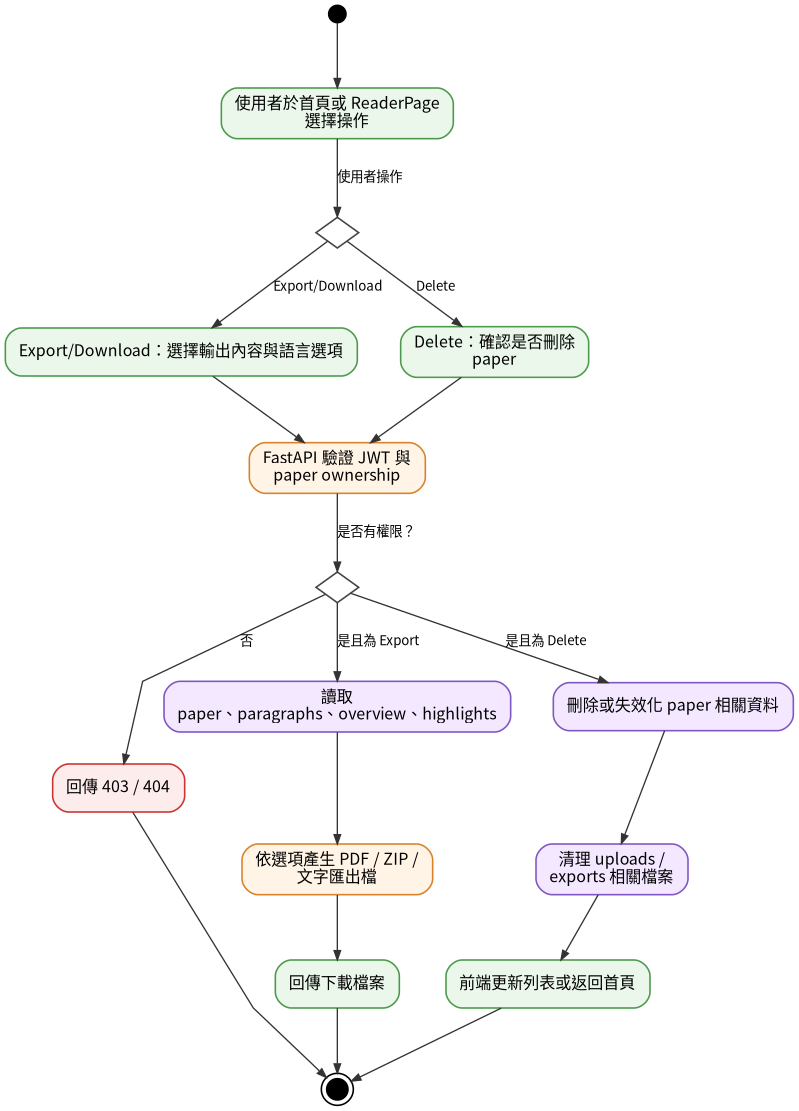 使用者於首頁或 ReaderPage
選擇操作
使用者操作
Export/Download
Delete
Export/Download：選擇輸出內容與語言選項
Delete：確認是否刪除
paper
FastAPI 驗證 JWT 與
paper ownership
是否有權限？
否
是且為 Export
是且為 Delete
讀取
paper、paragraphs、overview、highlights
刪除或失效化 paper 相關資料
回傳 403 / 404
依選項產生 PDF / ZIP /
文字匯出檔
清理 uploads /
exports 相關檔案
回傳下載檔案
前端更新列表或返回首頁